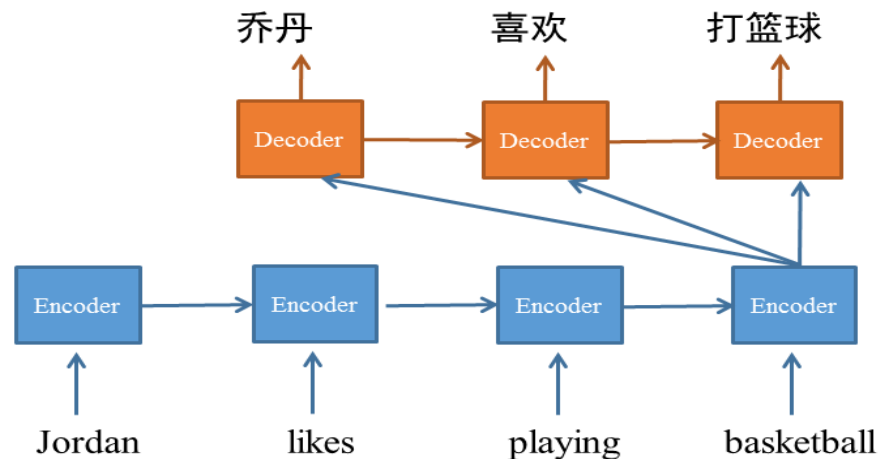 乔丹 喜欢 打篮球
Decoder Decoder Decoder
Encoder Encoder Encoder Encoder
Jordan likes playing basketball